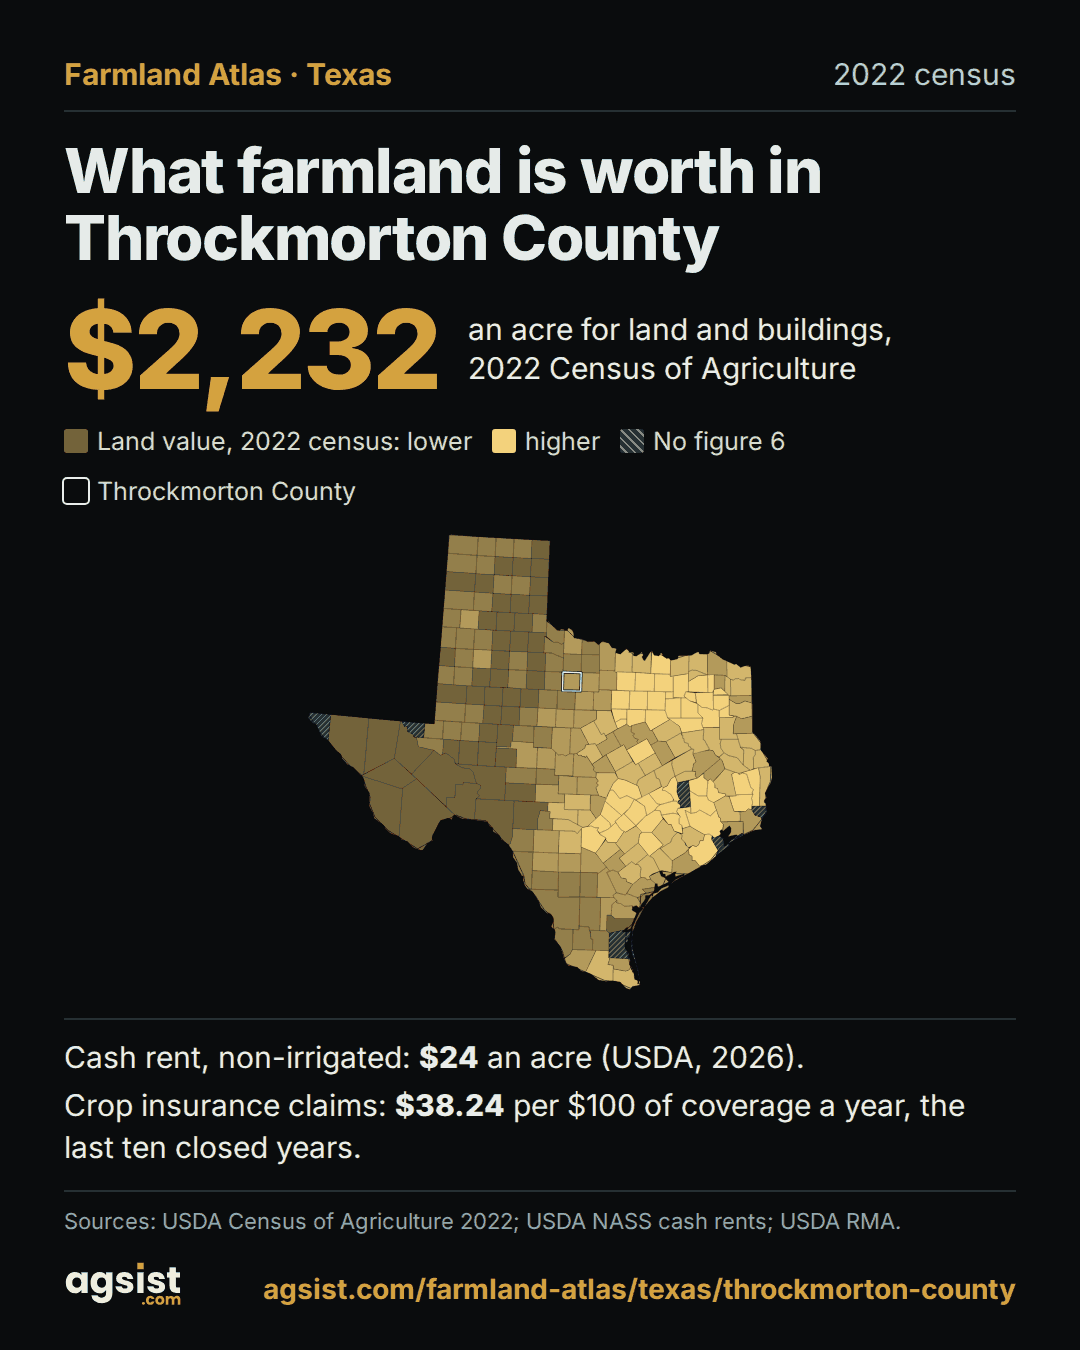 Farmland Atlas · Texas
2022 census
What farmland is worth in
Throckmorton County
$2,232
an acre for land and buildings,
2022 Census of Agriculture
Land value, 2022 census: lower
higher
No figure 6
Throckmorton County
Cash rent, non-irrigated: $24 an acre (USDA, 2026).
Crop insurance claims: $38.24 per $100 of coverage a year, the
last ten closed years.
Sources: USDA Census of Agriculture 2022; USDA NASS cash rents; USDA RMA.
agsist
.com
agsist.com/farmland-atlas/texas/throckmorton-county